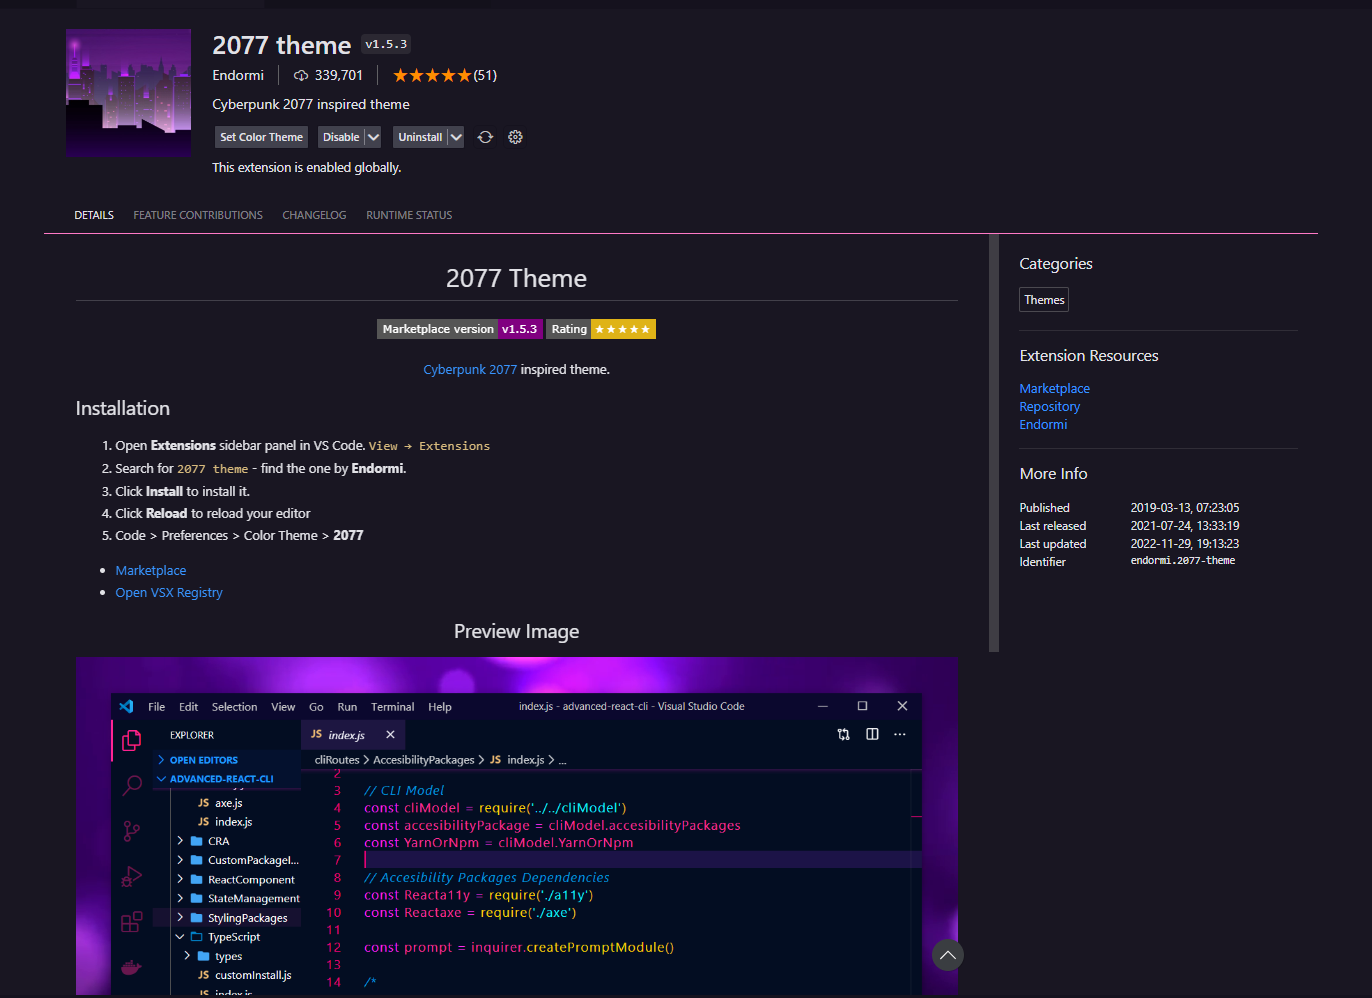 2077 theme v1.5.3
Endormi 339,701 ★★★★★(51)
Cyberpunk 2077 inspired theme
Set Color Theme Disable Uninstall
This extension is enabled globally.
DETAILS FEATURE CONTRIBUTIONS CHANGELOG RUNTIME STATUS
2077 Theme
Marketplace version v1.5.3 Rating ★★★★★
Cyberpunk 2077 inspired theme.
Installation
1. Open Extensions sidebar panel in VS Code. View → Extensions
2. Search for 2077 theme - find the one by Endormi.
3. Click Install to install it.
4. Click Reload to reload your editor
5. Code > Preferences > Color Theme > 2077
• Marketplace
• Open VSX Registry
Preview Image
File Edit Selection View Go Run Terminal Help index.js - advanced-react-cli - Visual Studio Code
EXPLORER
OPEN EDITORS
ADVANCED-REACT-CLI
JS axe.js
JS index.js
CRA
CustomPackageI...
ReactComponent
StateManagement
StylingPackages
TypeScript
types
JS customInstall.js
JS index.js
JS index.js
cliRoutes > AccesibilityPackages > JS index.js > ...
2
3 // CLI Model
4 const cliModel = require('../../cliModel')
5 const accesibilityPackage = cliModel.accesibilityPackages
6 const YarnOrNpm = cliModel.YarnOrNpm
7
8 // Accesibility Packages Dependencies
9 const Reacta11y = require('./a11y')
10 const Reactaxe = require('./axe')
11
12 const prompt = inquirer.createPromptModule()
13
14 /*
Categories
Themes
Extension Resources
Marketplace
Repository
Endormi
More Info
Published 2019-03-13, 07:23:05
Last released 2021-07-24, 13:33:19
Last updated 2022-11-29, 19:13:23
Identifier endormi.2077-theme